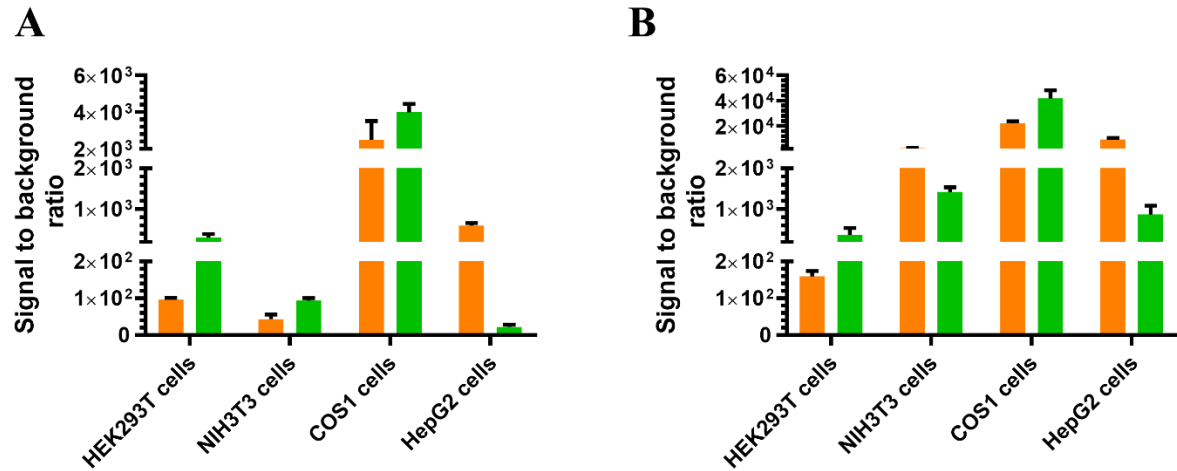 A
Signal to background
ratio
6×10³
4×10³
2×10³
2×10³
1×10³
2×10²
1×10²
0
HEK293T cells
NIH3T3 cells
COS1 cells
HepG2 cells
B
Signal to background
ratio
6×10⁴
4×10⁴
2×10⁴
2×10³
1×10³
2×10²
1×10²
0
HEK293T cells
NIH3T3 cells
COS1 cells
HepG2 cells